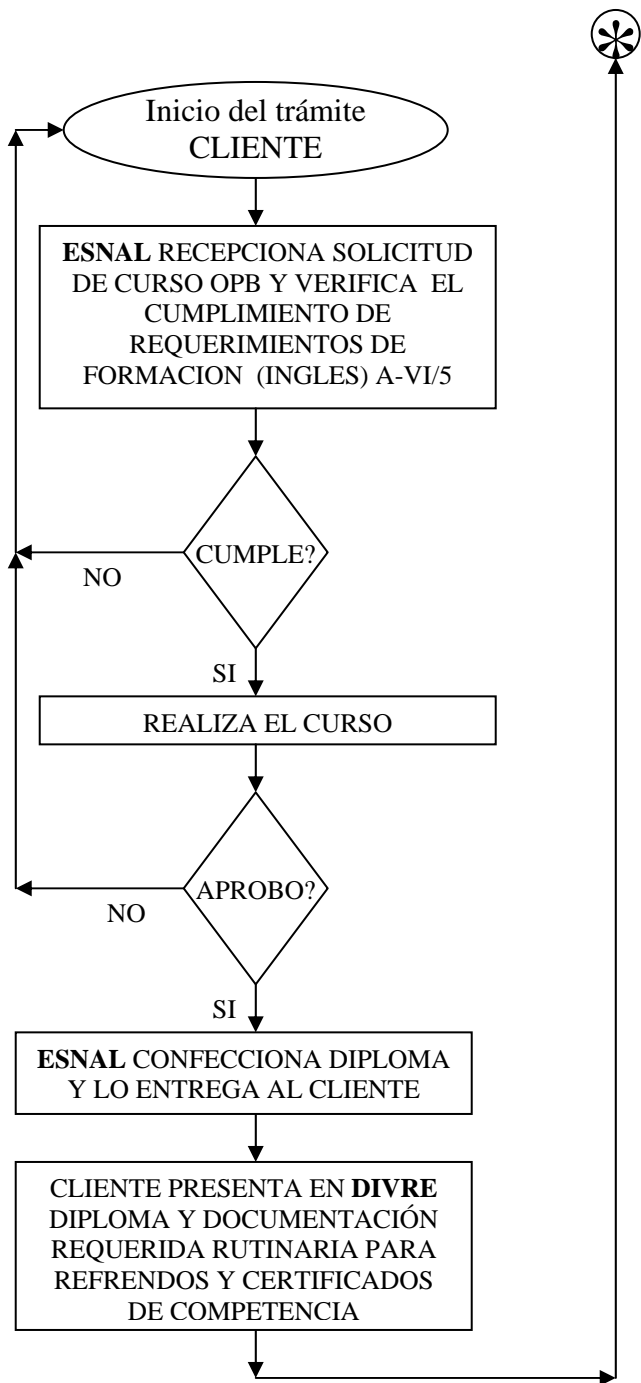 Inicio del trámite
CLIENTE
ESNAL RECEPCIONA SOLICITUD
DE CURSO OPB Y VERIFICA EL
CUMPLIMIENTO DE
REQUERIMIENTOS DE
FORMACION (INGLES) A-VI/5
CUMPLE?
NO
SI
REALIZA EL CURSO
APROBO?
NO
SI
ESNAL CONFECCIONA DIPLOMA
Y LO ENTREGA AL CLIENTE
CLIENTE PRESENTA EN DIVRE
DIPLOMA Y DOCUMENTACIÓN
REQUERIDA RUTINARIA PARA
REFRENDOS Y CERTIFICADOS
DE COMPETENCIA